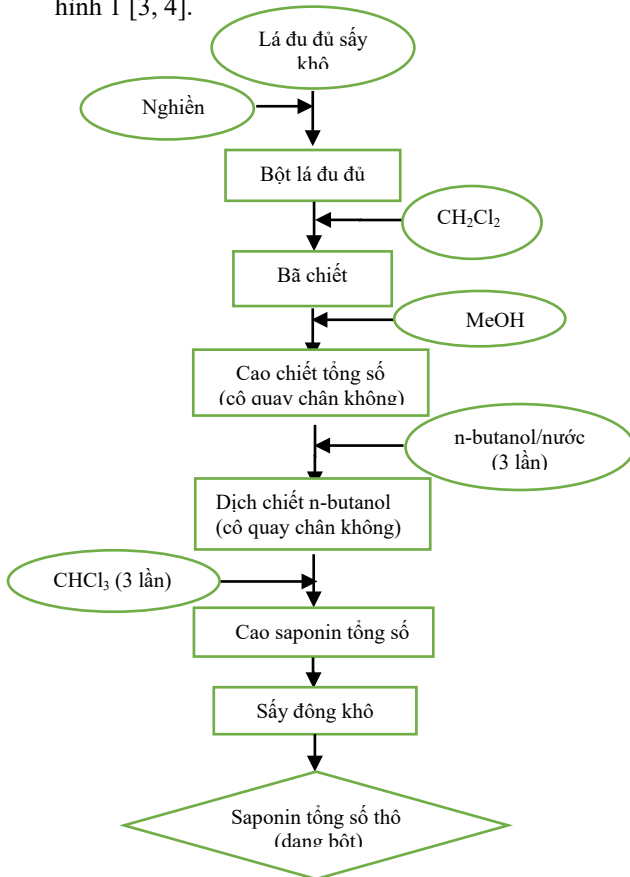 hình 1 [3, 4].
Lá đu đủ sấy
khô
Nghiền
Bột lá đu đủ
CH₂Cl₂
Bã chiết
MeOH
Cao chiết tổng số
(cô quay chân không)
n-butanol/nước
(3 lần)
Dịch chiết n-butanol
(cô quay chân không)
CHCl₃ (3 lần)
Cao saponin tổng số
Sấy đông khô
Saponin tổng số thô
(dạng bột)